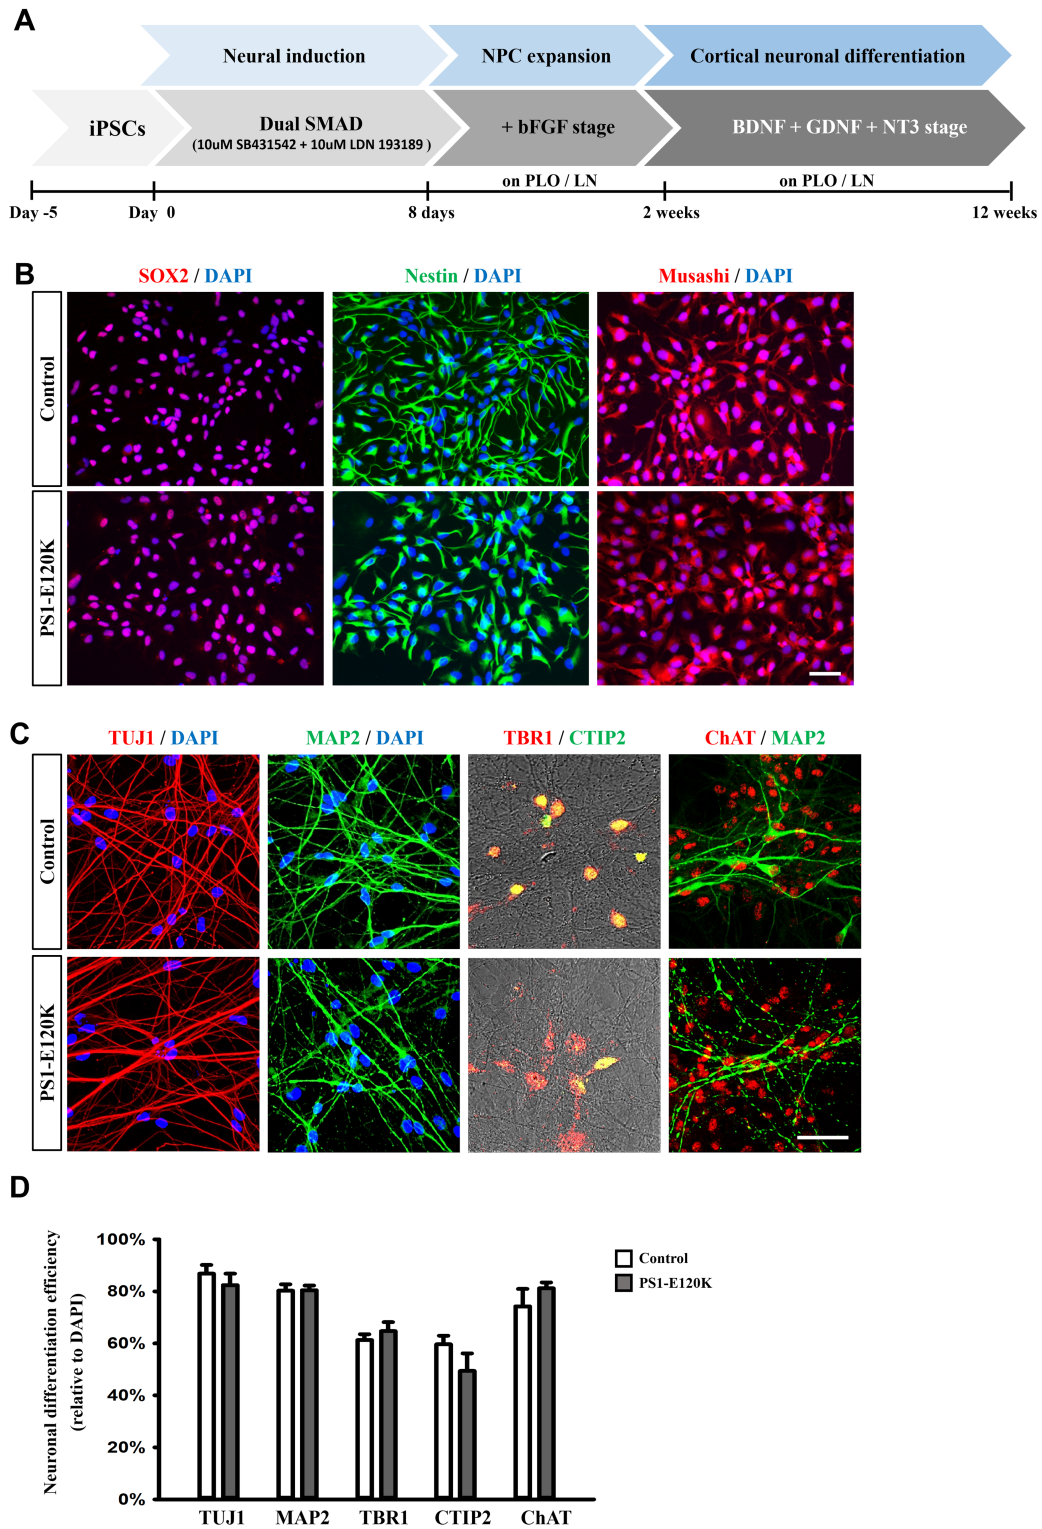 A
Neural induction
NPC expansion
Cortical neuronal differentiation
iPSCs
Dual SMAD
(10uM SB431542 + 10uM LDN 193189 )
+ bFGF stage
BDNF + GDNF + NT3 stage
on PLO / LN
on PLO / LN
Day -5
Day 0
8 days
2 weeks
12 weeks
B
SOX2 / DAPI
Nestin / DAPI
Musashi / DAPI
Control
PS1-E120K
C
TUJ1 / DAPI
MAP2 / DAPI
TBR1 / CTIP2
ChAT / MAP2
Control
PS1-E120K
D
Neuronal differentiation efficiency
(relative to DAPI)
100%
80%
60%
40%
20%
0%
TUJ1
MAP2
TBR1
CTIP2
ChAT
Control
PS1-E120K